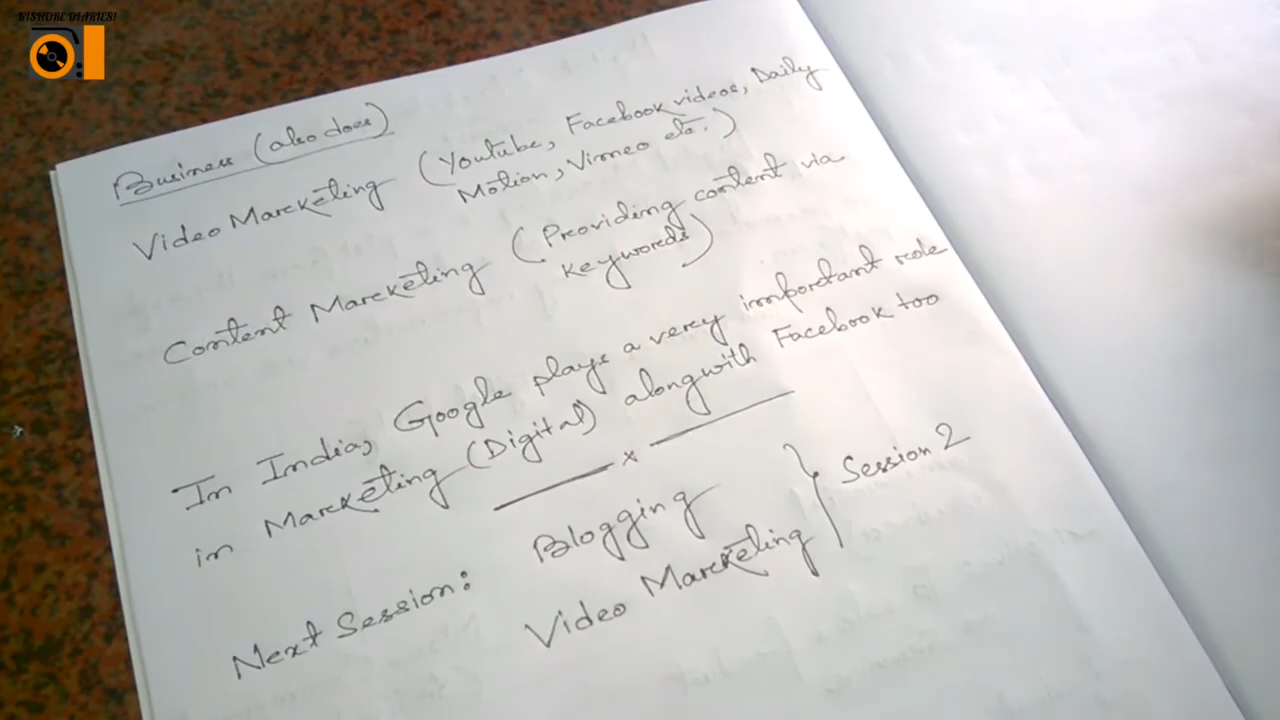 KISHORE DIARIES!
Business (also does)
Video Marketing (Youtube, Facebook videos, Daily
Motion, Vimeo etc.)
Content Marketing (Providing content via
keywords)
In India, Google plays a very important role
in Marketing (Digital) alongwith Facebook too
x
Next Session: Blogging
Video Marketing } Session 2